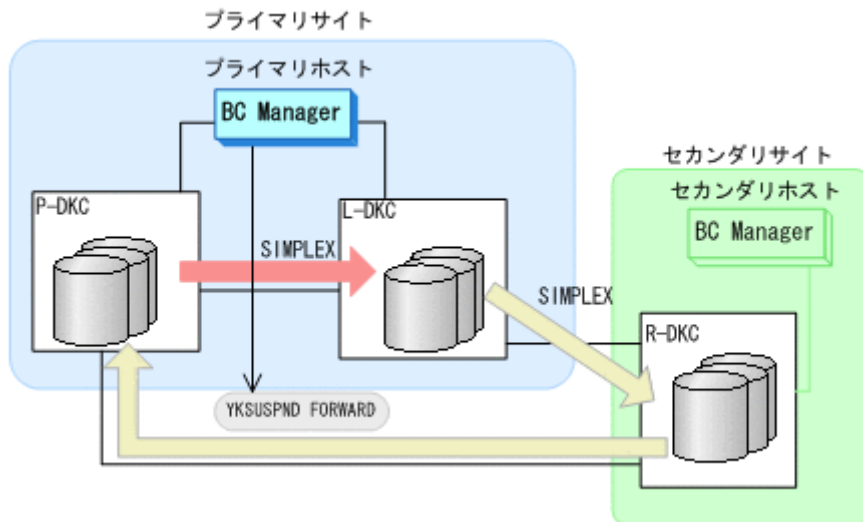 プライマリサイト
プライマリホスト
BC Manager
セカンダリサイト
セカンダリホスト
BC Manager
P-DKC
L-DKC
SIMPLEX
SIMPLEX
R-DKC
YKSUSPND FORWARD